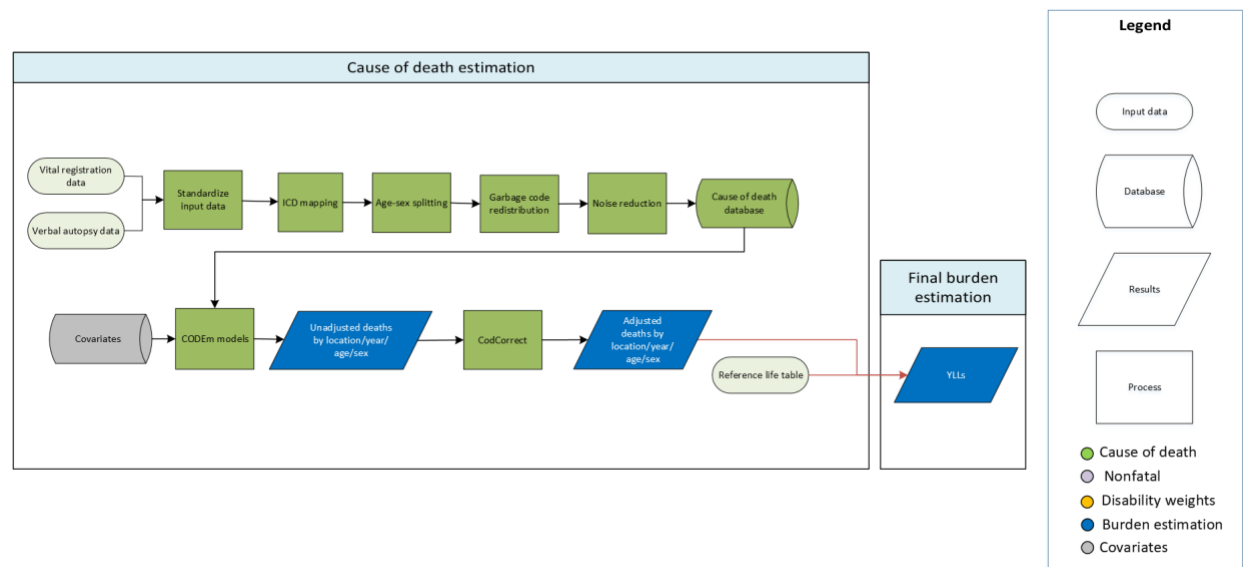 Legend
Cause of death estimation
Input data
Vital registration
data
Verbal autopsy data
Standardize
input data
ICD mapping
Age-sex splitting
Garbage code
redistribution
Noise reduction
Cause of death
database
Database
Final burden
estimation
Results
Covariates
CODEm models
Unadjusted deaths
by location/year/
age/sex
CodCorrect
Adjusted
deaths by
location/year/
age/sex
Reference life table
YLLs
Process
Cause of death
Nonfatal
Disability weights
Burden estimation
Covariates